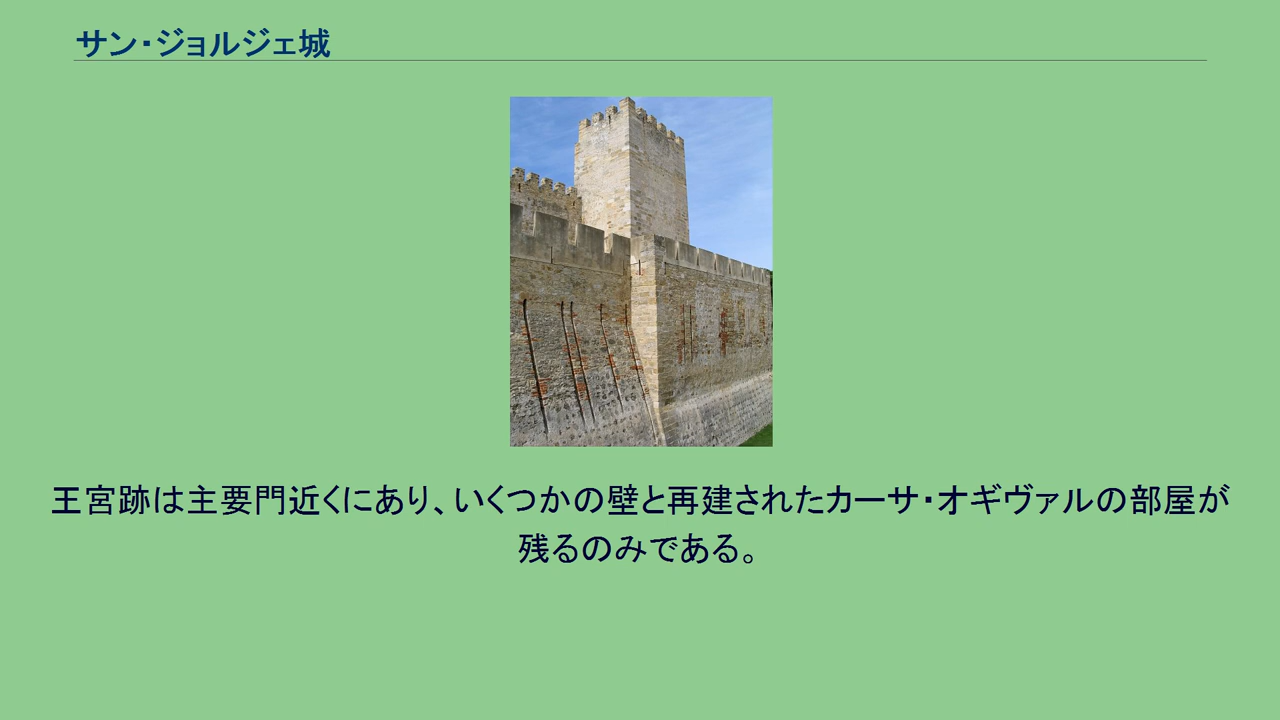 サン・ジョルジェ城
王宮跡は主要門近くにあり、いくつかの壁と再建されたカーサ・オギヴァルの部屋が
残るのみである。